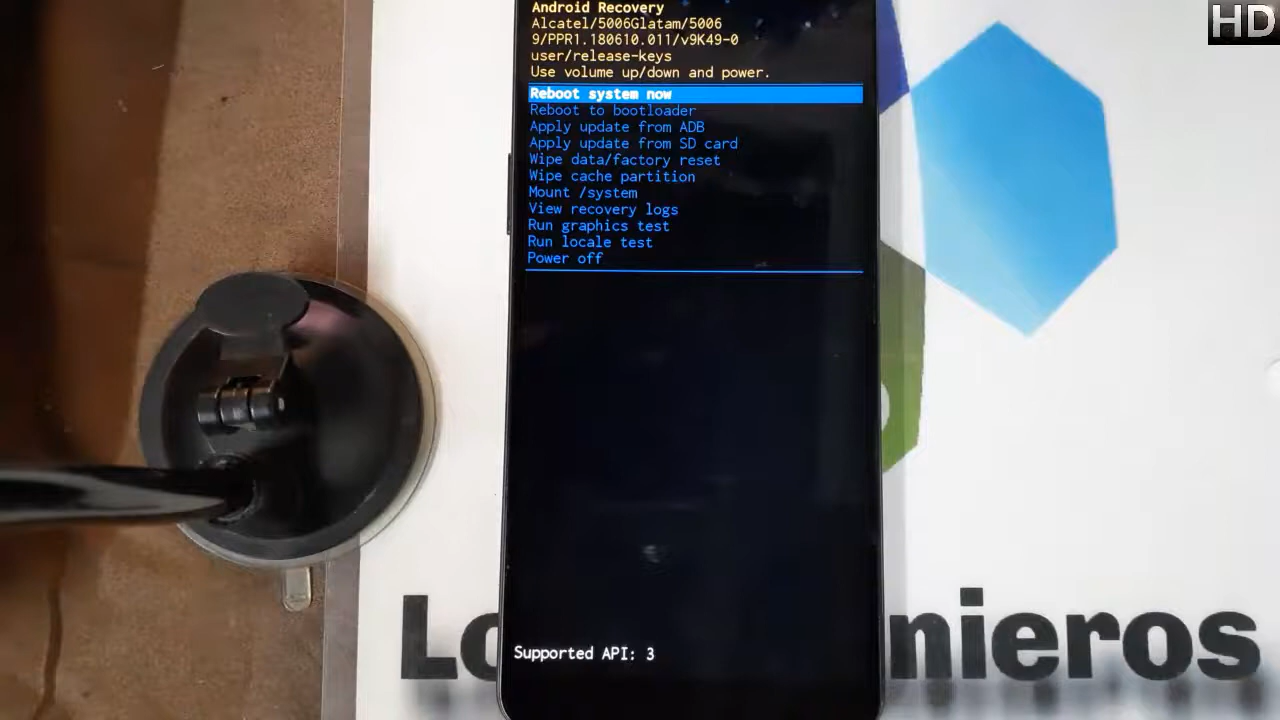 HD
Android Recovery
Alcatel/5006Glatam/5006
9/PPR1.180610.011/v9K49-0
user/release-keys
Use volume up/down and power.
Reboot system now
Reboot to bootloader
Apply update from ADB
Apply update from SD card
Wipe data/factory reset
Wipe cache partition
Mount /system
View recovery logs
Run graphics test
Run locale test
Power off
Supported API: 3
Lo nieros